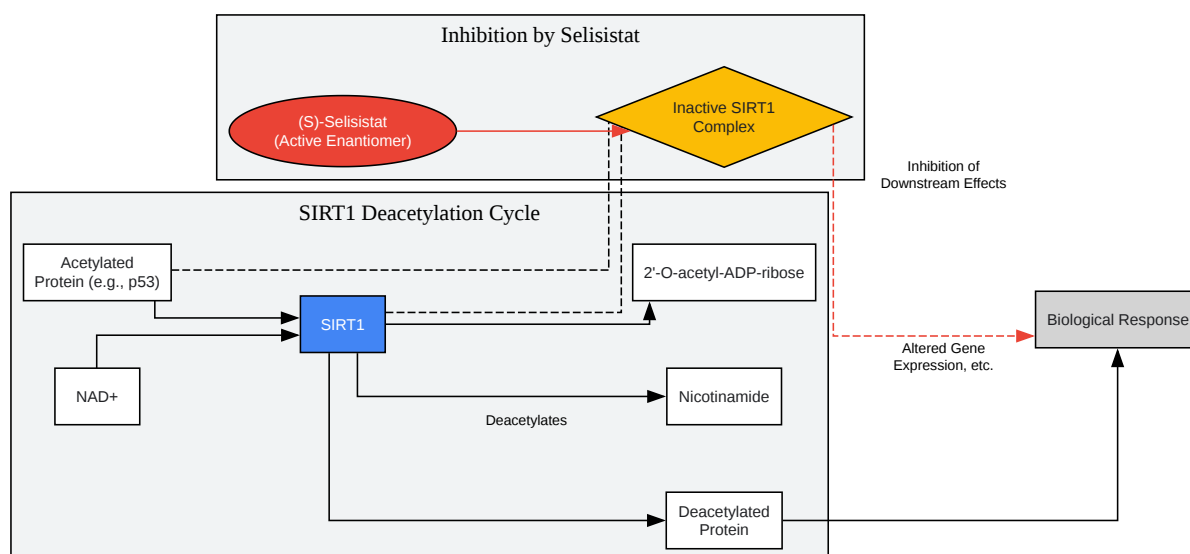 Inhibition by Selisistat
(S)-Selisistat
(Active Enantiomer)
Inactive SIRT1
Complex
Inhibition of
Downstream Effects
SIRT1 Deacetylation Cycle
Acetylated
Protein (e.g., p53)
2'-O-acetyl-ADP-ribose
SIRT1
Biological Response
Altered Gene
Expression, etc.
NAD+
Nicotinamide
Deacetylates
Deacetylated
Protein